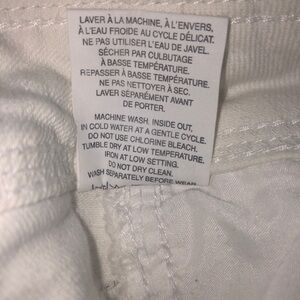 LAVER À LA MACHINE, À L'ENVERS,
À L'EAU FROIDE AU CYCLE DÉLICAT.
NE PAS UTILISER L'EAU DE JAVEL.
SÉCHER PAR CULBUTAGE
À BASSE TEMPÉRATURE.
REPASSER À BASSE TEMPÉRATURE.
NE PAS NETTOYER À SEC.
LAVER SÉPARÉMENT AVANT
DE PORTER.
MACHINE WASH. INSIDE OUT,
IN COLD WATER AT A GENTLE CYCLE.
DO NOT USE CHLORINE BLEACH.
TUMBLE DRY AT LOW TEMPERATURE.
IRON AT LOW SETTING.
DO NOT DRY CLEAN.
WASH SEPARATELY BEFORE WEAR.